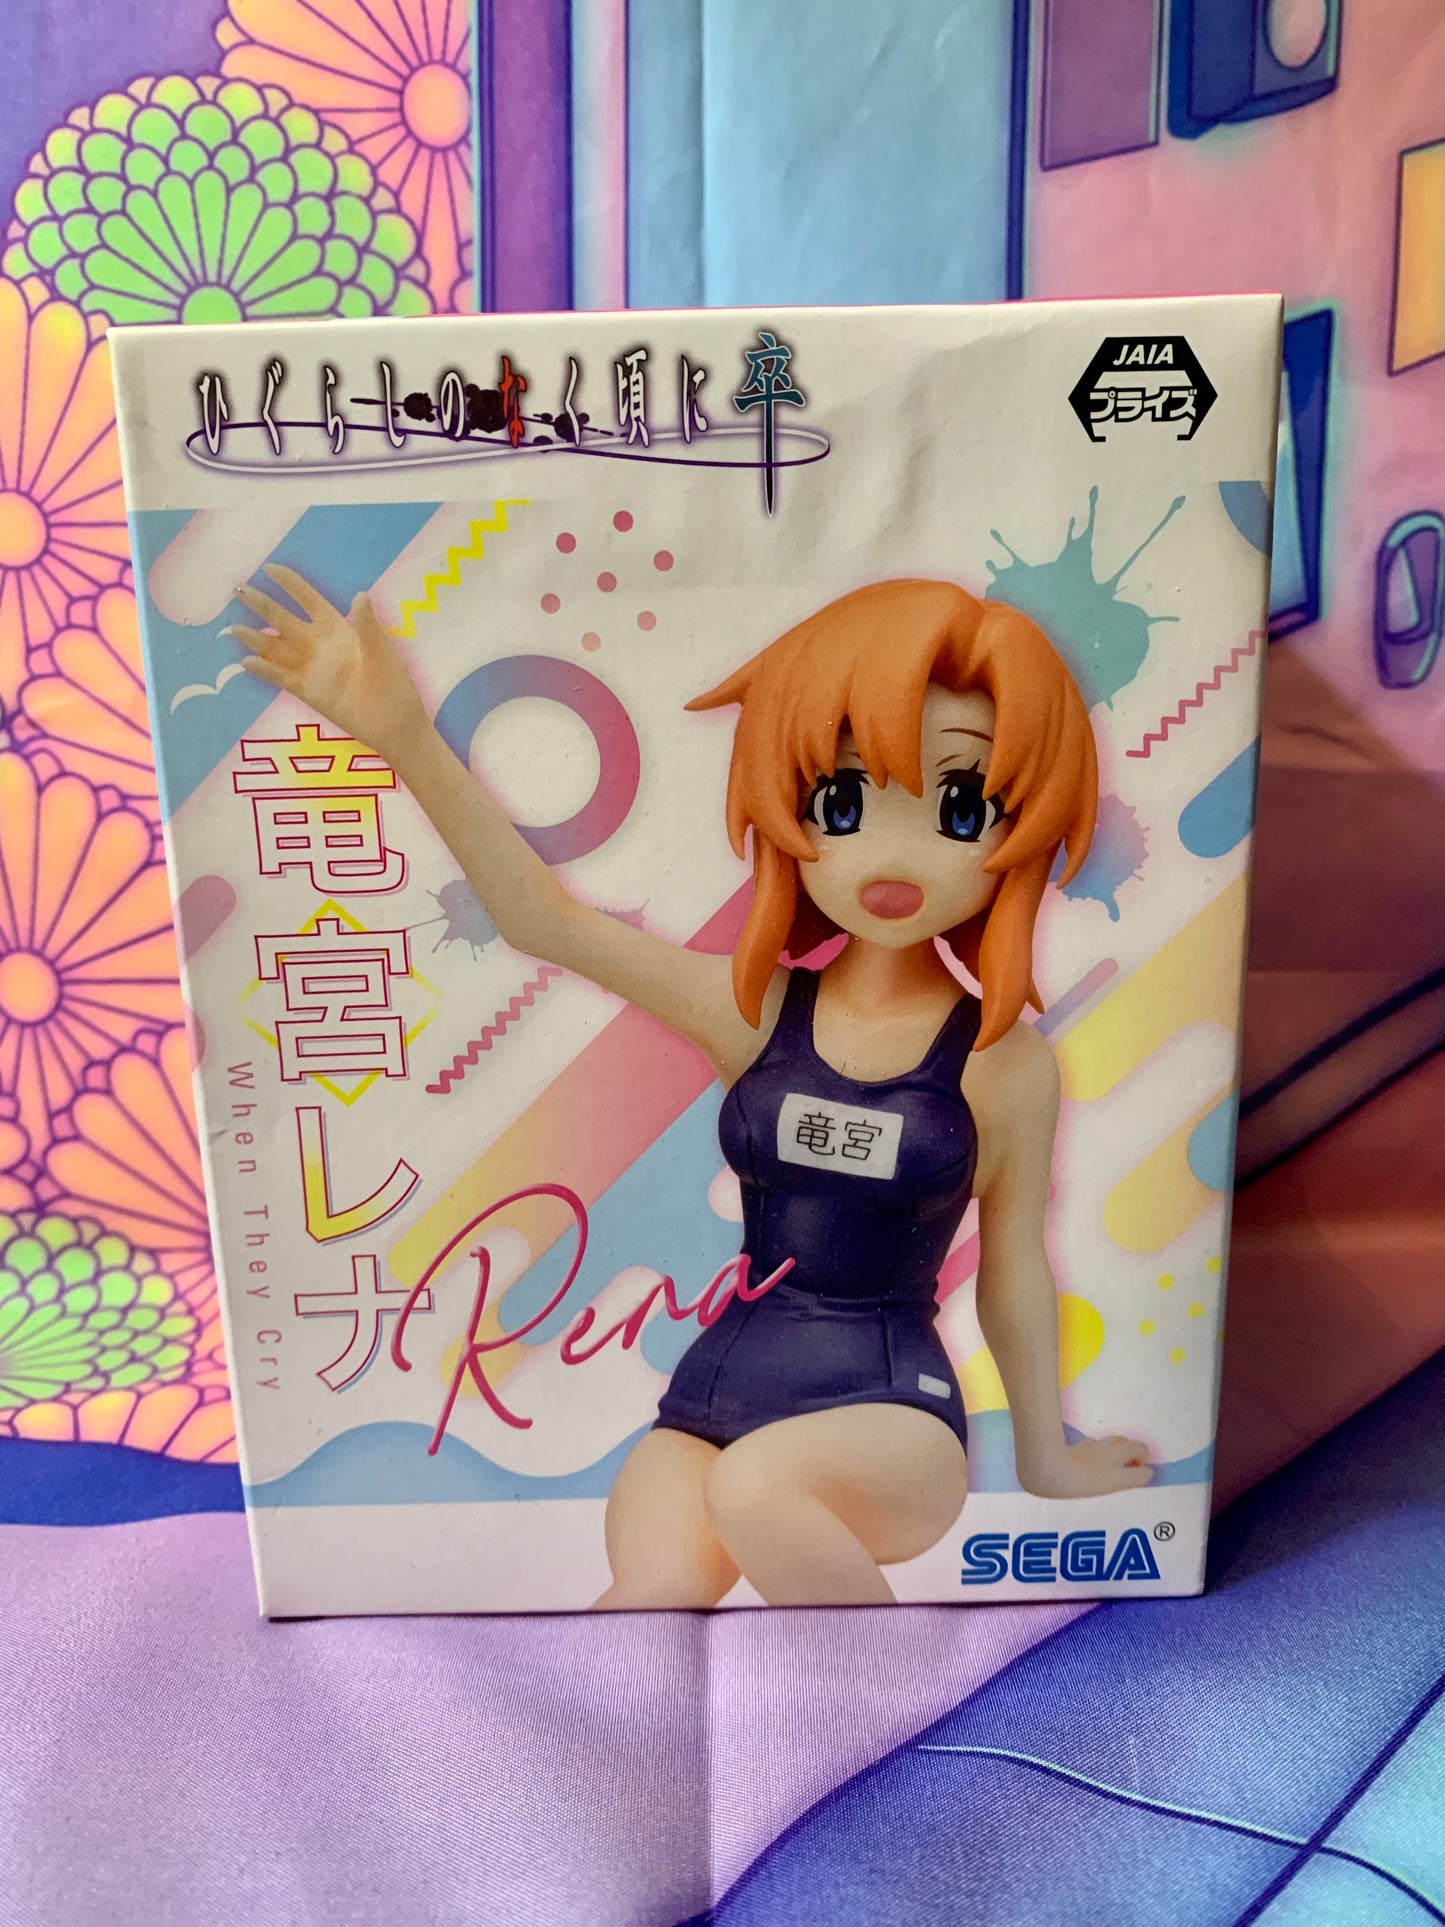 ひぐらしのなく頃に卒
JAIA
プライズ
竜宮レナ
When They Cry
Rena
竜宮
SEGA®